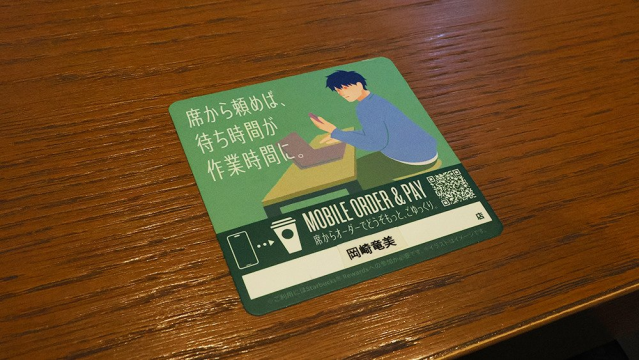 席から頼めば、
待ち時間が
作業時間に。
MOBILE ORDER & PAY
席からオーダーでどうぞもっと、ごゆっくり。
岡崎竜美
店